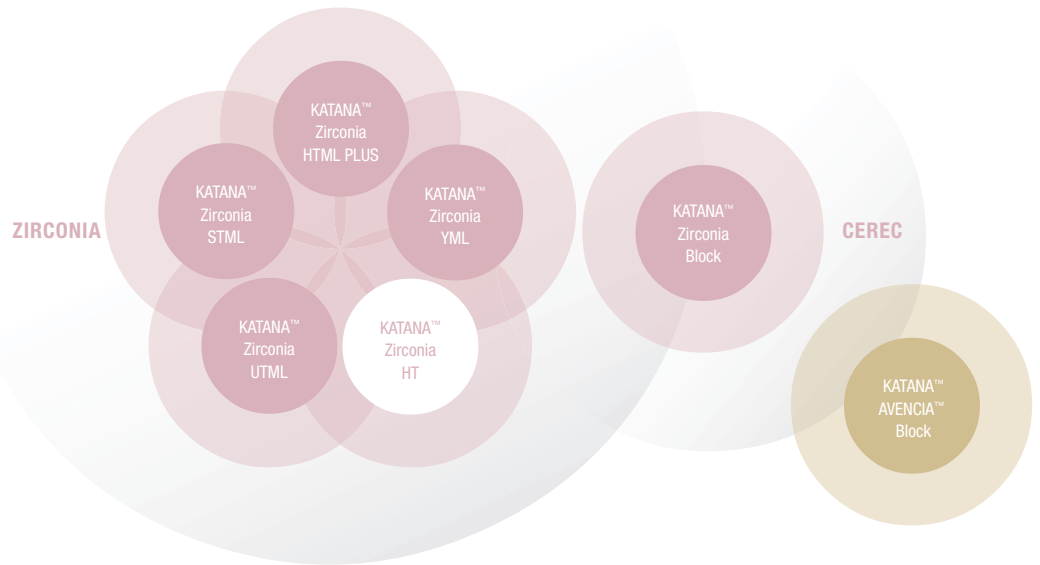 KATANA™
Zirconia
HTML PLUS
KATANA™
Zirconia
STML
KATANA™
Zirconia
YML
ZIRCONIA
KATANA™
Zirconia
UTML
KATANA™
Zirconia
HT
KATANA™
Zirconia
Block
CEREC
KATANA™
AVENCIA™
Block